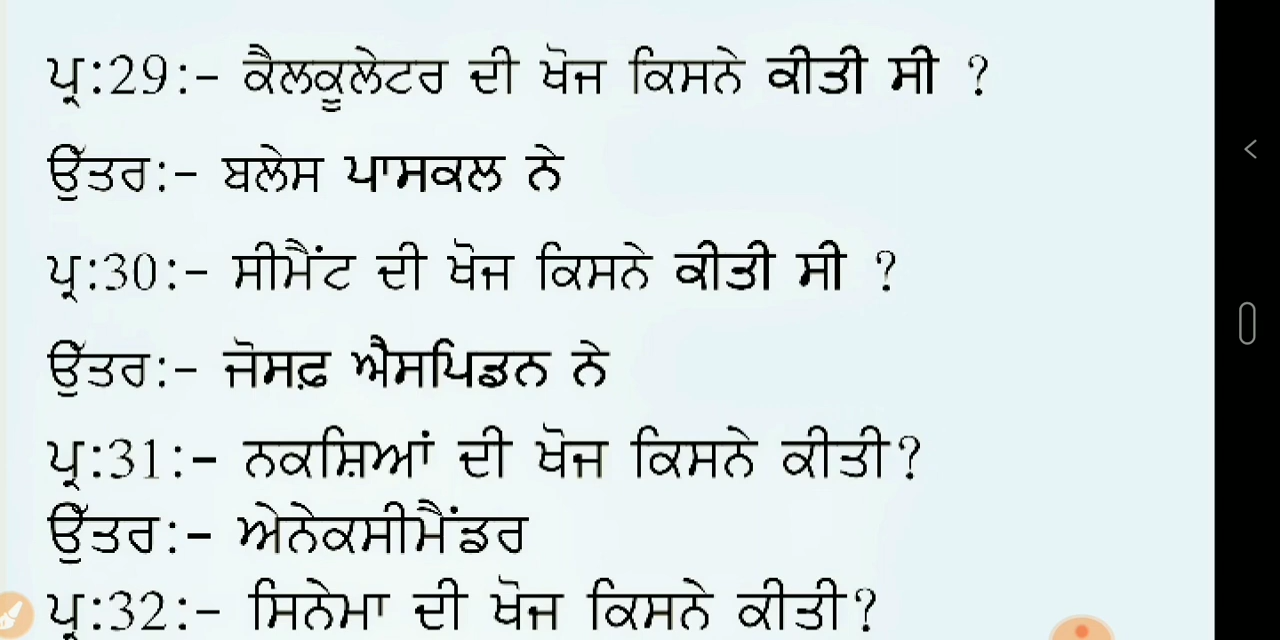 ਪ੍ਰ:29:- ਕੈਲਕੂਲੇਟਰ ਦੀ ਖੋਜ ਕਿਸਨੇ ਕੀਤੀ ਸੀ ?
ਉੱਤਰ:- ਬਲੇਸ ਪਾਸਕਲ ਨੇ
ਪ੍ਰ:30:- ਸੀਮੈਂਟ ਦੀ ਖੋਜ ਕਿਸਨੇ ਕੀਤੀ ਸੀ ?
ਉੱਤਰ:- ਜੋਸਫ਼ ਐਸਪਿਡਨ ਨੇ
ਪ੍ਰ:31:- ਨਕਸ਼ਿਆਂ ਦੀ ਖੋਜ ਕਿਸਨੇ ਕੀਤੀ?
ਉੱਤਰ:- ਅੇਨੇਕਸੀਮੈਂਡਰ
ਪ੍ਰ:32:- ਸਿਨੇਮਾ ਦੀ ਖੋਜ ਕਿਸਨੇ ਕੀਤੀ?